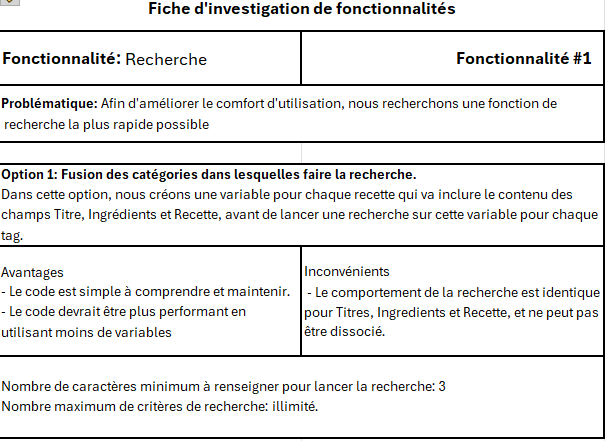 Fiche d'investigation de fonctionnalités
Fonctionnalité: Recherche
Fonctionnalité #1
Problématique: Afin d'améliorer le comfort d'utilisation, nous recherchons une fonction de
recherche la plus rapide possible
Option 1: Fusion des catégories dans lesquelles faire la recherche.
Dans cette option, nous créons une variable pour chaque recette qui va inclure le contenu des
champs Titre, Ingrédients et Recette, avant de lancer une recherche sur cette variable pour chaque
tag.
Avantages
- Le code est simple à comprendre et maintenir.
- Le code devrait être plus performant en
utilisant moins de variables
Inconvénients
- Le comportement de la recherche est identique
pour Titres, Ingredients et Recette, et ne peut pas
être dissocié.
Nombre de caractères minimum à renseigner pour lancer la recherche: 3
Nombre maximum de critères de recherche: illimité.